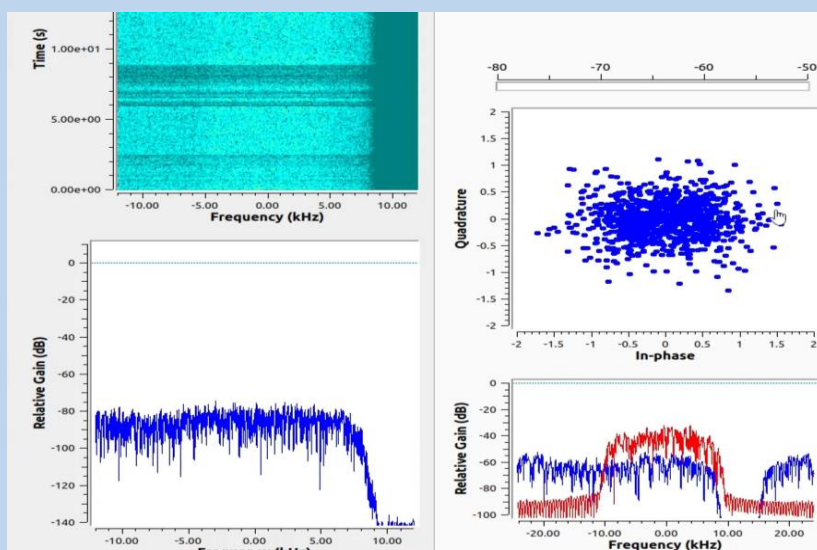 Time (s)
1.00e+01
5.00e+00
0.00e+00
-10.00 -5.00 0.00 5.00 10.00
Frequency (kHz)
Relative Gain (dB)
0
-20
-40
-60
-80
-100
-120
-140
-10.00 -5.00 0.00 5.00 10.00
Frequency (kHz)
-80 -70 -60 -50
Quadrature
2
1.5
1
0.5
0
-0.5
-1
-1.5
-2
-2 -1.5 -1 -0.5 0 0.5 1 1.5 2
In-phase
Relative Gain (dB)
0
-20
-40
-60
-80
-100
-20.00 -10.00 0.00 10.00 20.00
Frequency (kHz)